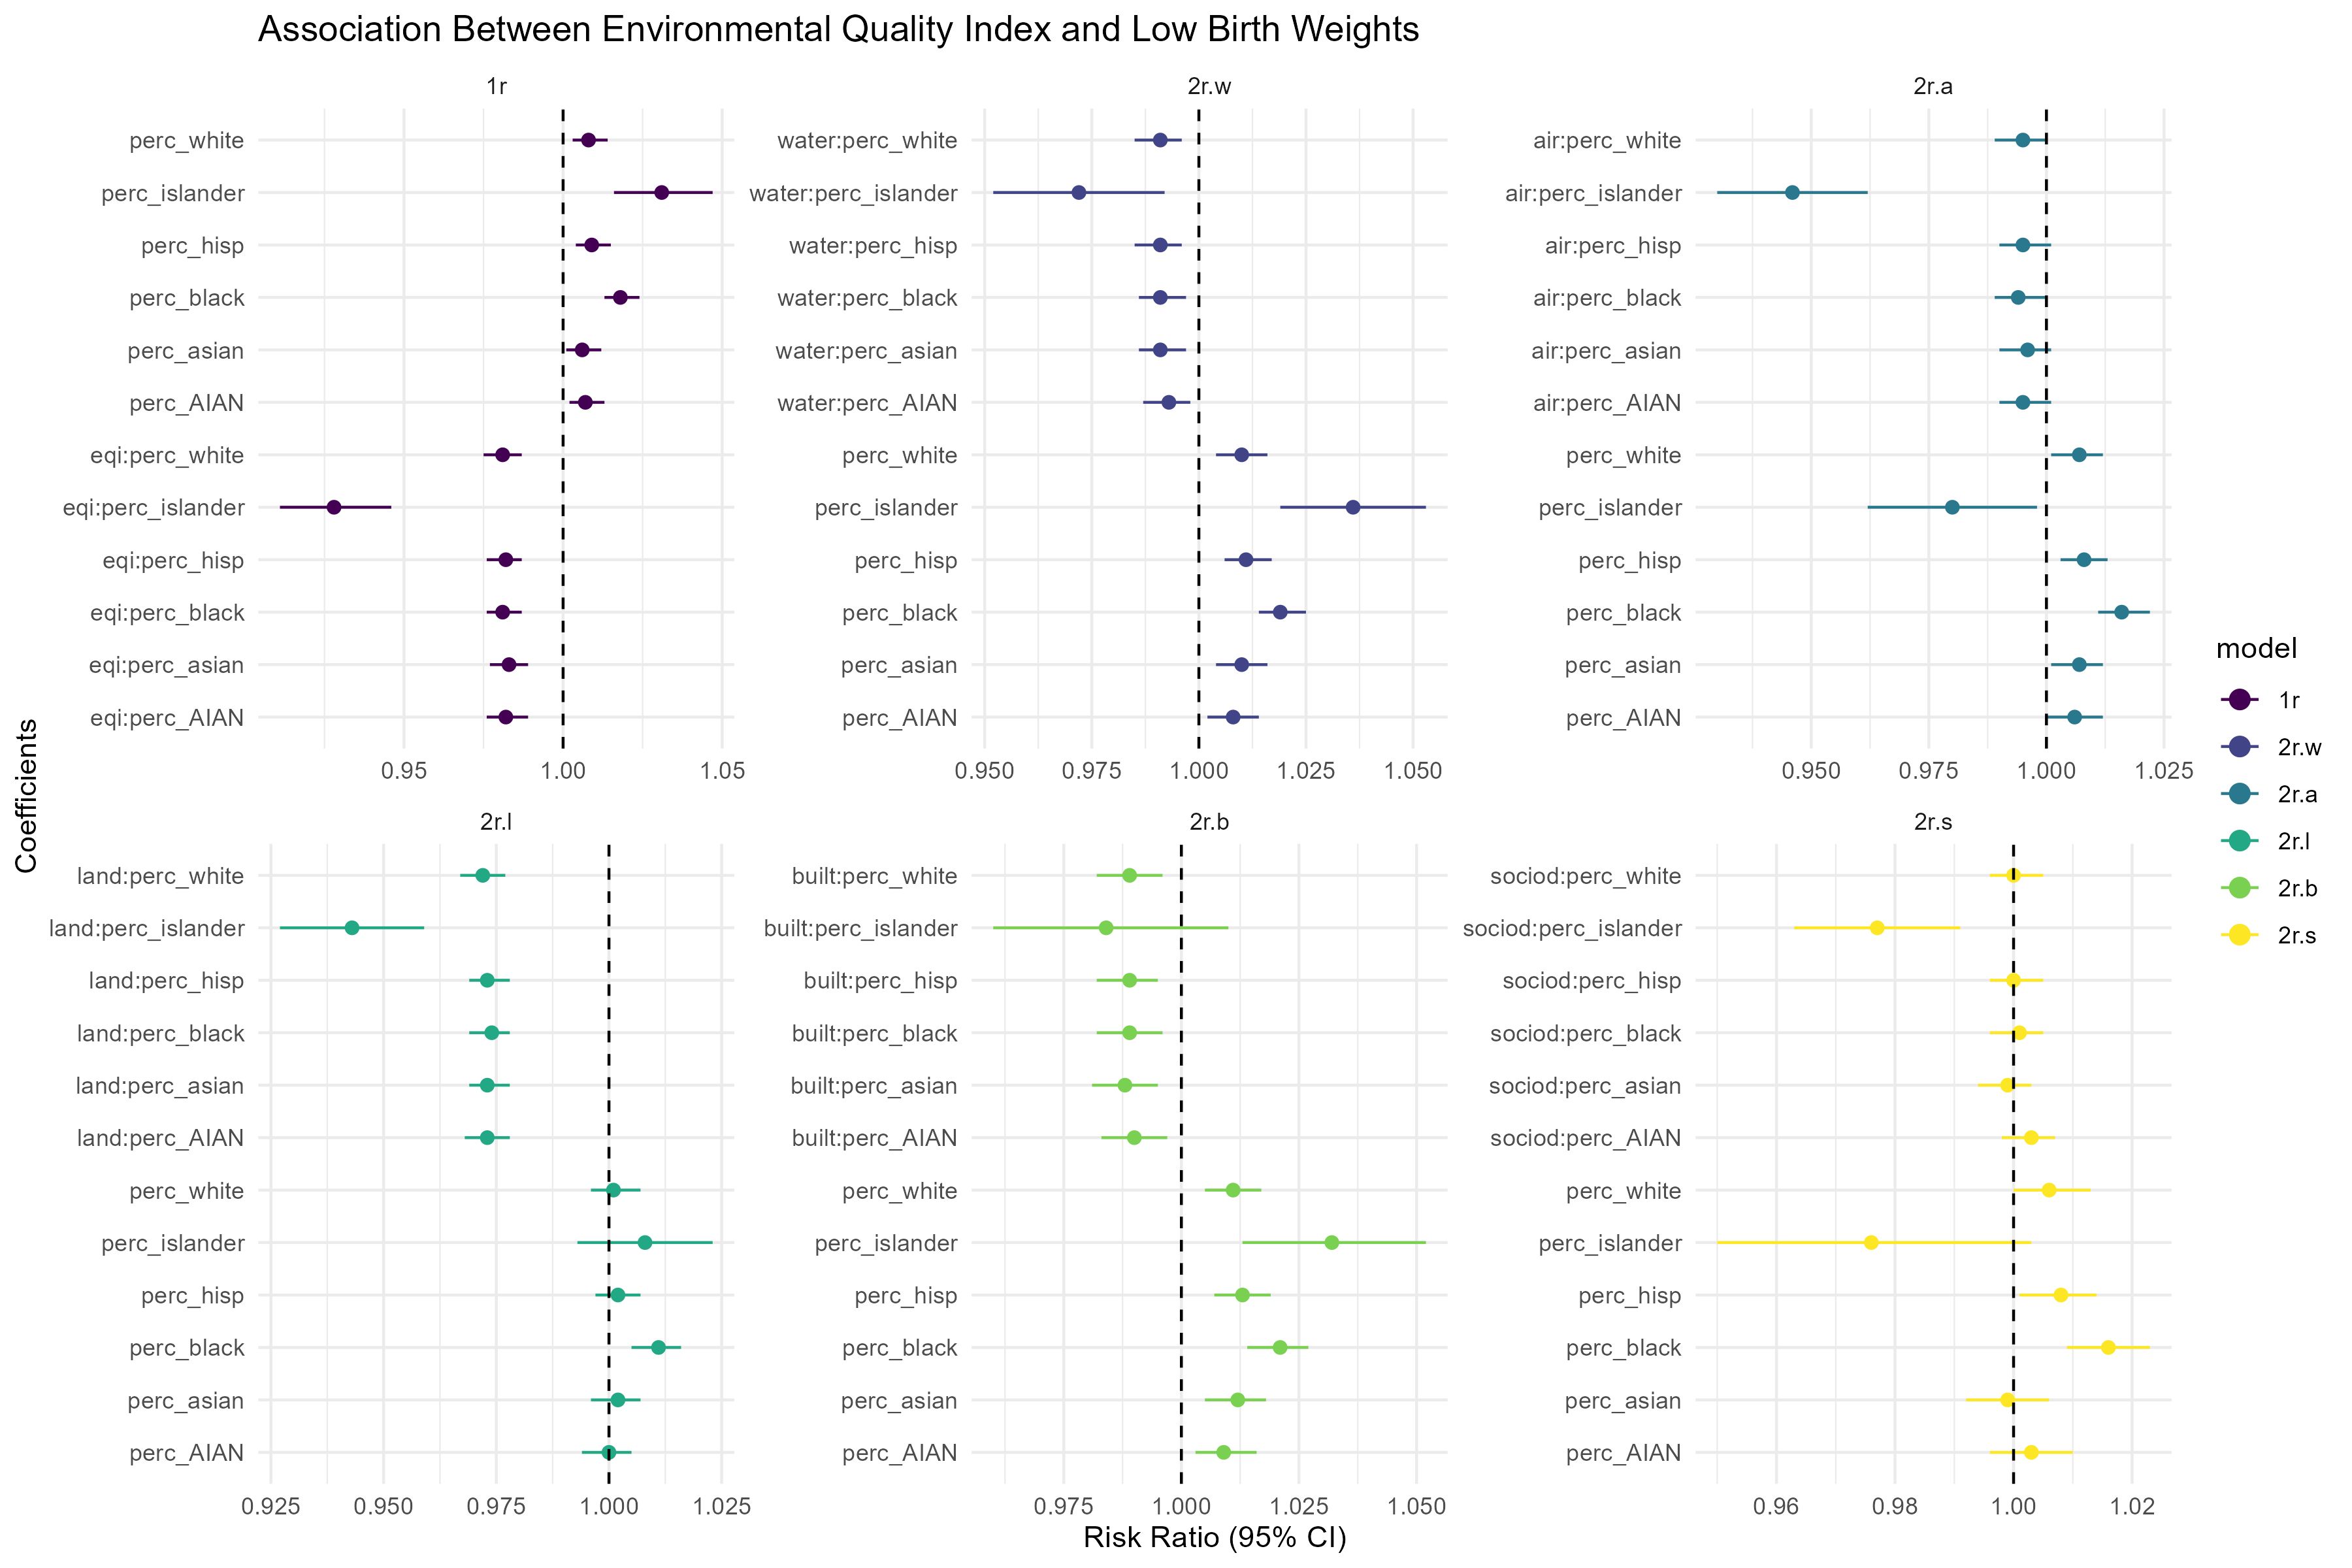 Association Between Environmental Quality Index and Low Birth Weights
1r
perc_white
perc_islander
perc_hisp
perc_black
perc_asian
perc_AIAN
eqi:perc_white
eqi:perc_islander
eqi:perc_hisp
eqi:perc_black
eqi:perc_asian
eqi:perc_AIAN
0.95 1.00 1.05
2r.w
water:perc_white
water:perc_islander
water:perc_hisp
water:perc_black
water:perc_asian
water:perc_AIAN
perc_white
perc_islander
perc_hisp
perc_black
perc_asian
perc_AIAN
0.950 0.975 1.000 1.025 1.050
2r.a
air:perc_white
air:perc_islander
air:perc_hisp
air:perc_black
air:perc_asian
air:perc_AIAN
perc_white
perc_islander
perc_hisp
perc_black
perc_asian
perc_AIAN
0.950 0.975 1.000 1.025
2r.l
land:perc_white
land:perc_islander
land:perc_hisp
land:perc_black
land:perc_asian
land:perc_AIAN
perc_white
perc_islander
perc_hisp
perc_black
perc_asian
perc_AIAN
0.925 0.950 0.975 1.000 1.025
2r.b
built:perc_white
built:perc_islander
built:perc_hisp
built:perc_black
built:perc_asian
built:perc_AIAN
perc_white
perc_islander
perc_hisp
perc_black
perc_asian
perc_AIAN
0.975 1.000 1.025 1.050
2r.s
sociod:perc_white
sociod:perc_islander
sociod:perc_hisp
sociod:perc_black
sociod:perc_asian
sociod:perc_AIAN
perc_white
perc_islander
perc_hisp
perc_black
perc_asian
perc_AIAN
0.96 0.98 1.00 1.02
Coefficients
Risk Ratio (95% CI)
model
1r
2r.w
2r.a
2r.l
2r.b
2r.s